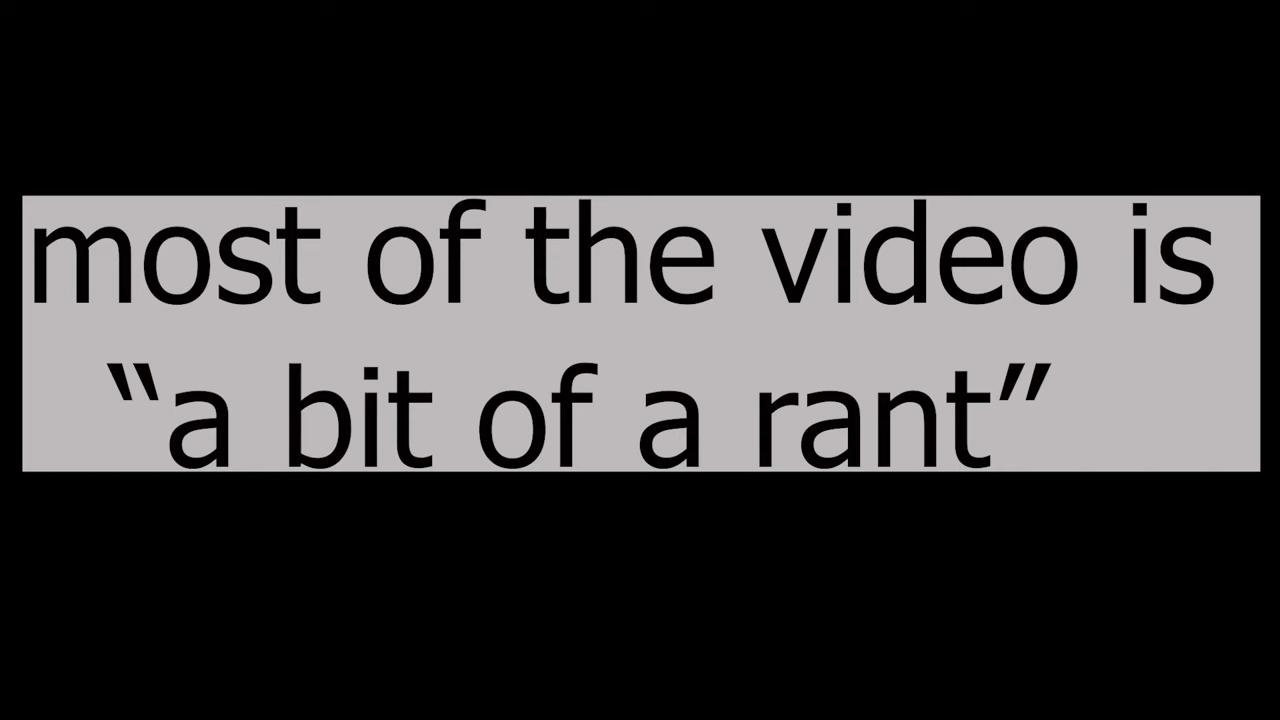 most of the video is
“a bit of a rant”